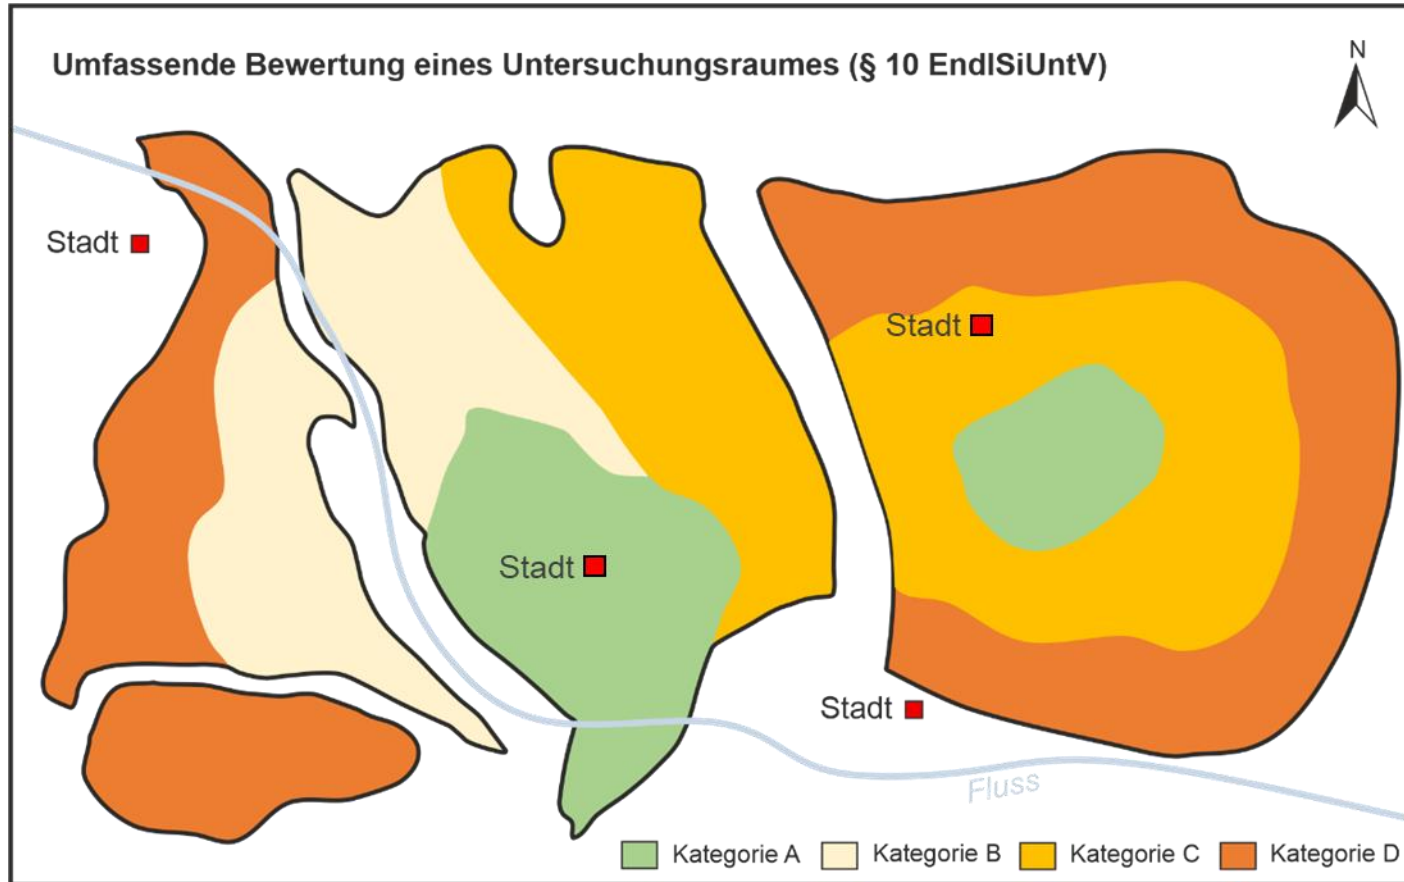 Umfassende Bewertung eines Untersuchungsraumes (§ 10 EndlSiUntV)
N
Stadt
Stadt
Stadt
Stadt
Fluss
Kategorie A
Kategorie B
Kategorie C
Kategorie D